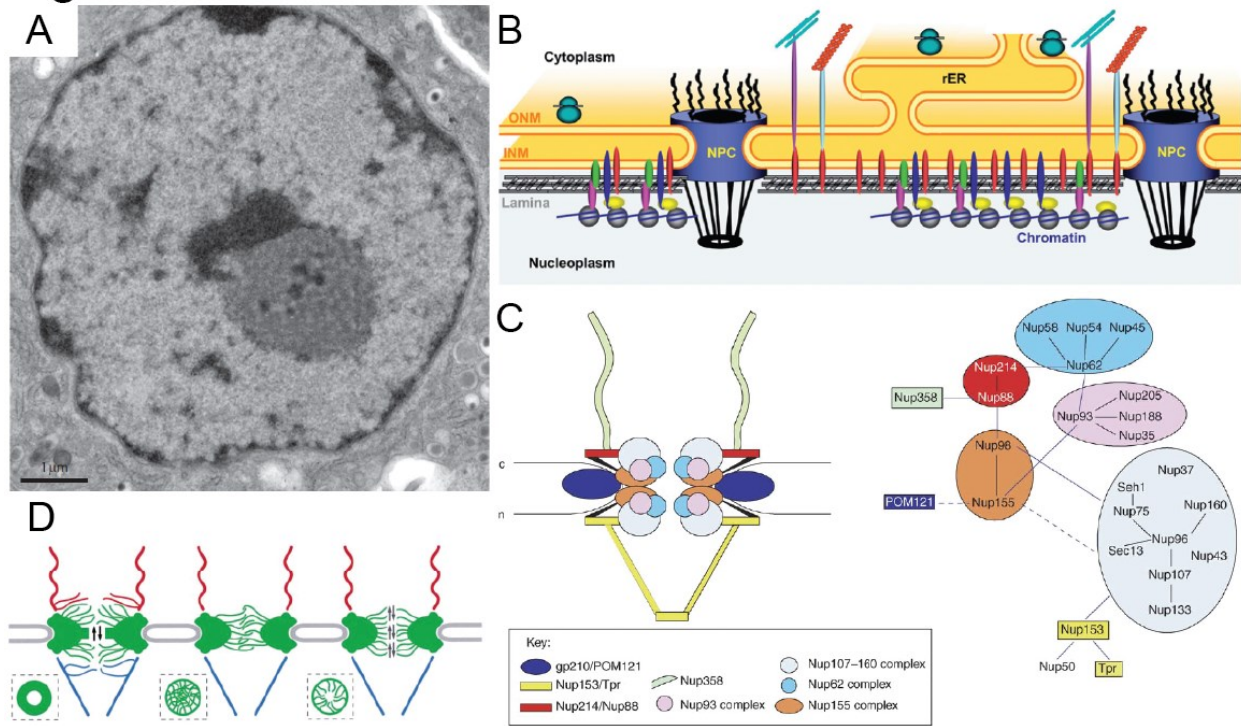 A
1μm
B
Cytoplasm
rER
ONM
INM
NPC
NPC
Lamina
Chromatin
Nucleoplasm
C
c
n
Nup58 Nup54 Nup45
Nup62
Nup214
Nup88
Nup358
Nup205
Nup93
Nup188
Nup35
Nup98
Nup155
POM121
Nup37
Seh1
Nup75
Nup160
Nup96
Sec13
Nup43
Nup107
Nup133
Nup153
Nup50
Tpr
Key:
gp210/POM121
Nup153/Tpr
Nup214/Nup88
Nup358
Nup93 complex
Nup107–160 complex
Nup62 complex
Nup155 complex
D